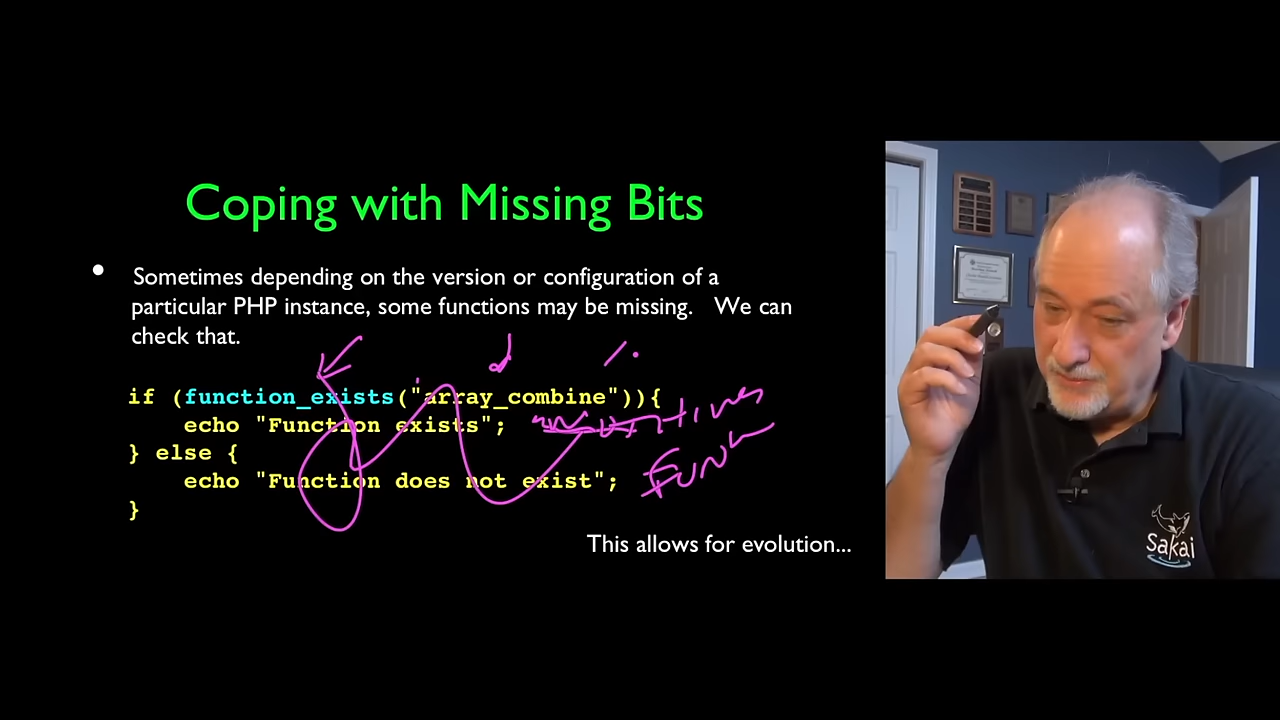 Coping with Missing Bits
• Sometimes depending on the version or configuration of a
particular PHP instance, some functions may be missing. We can
check that.
if (function_exists("array_combine")){
echo "Function exists";
} else {
echo "Function does not exist";
}
This allows for evolution...
Sakai